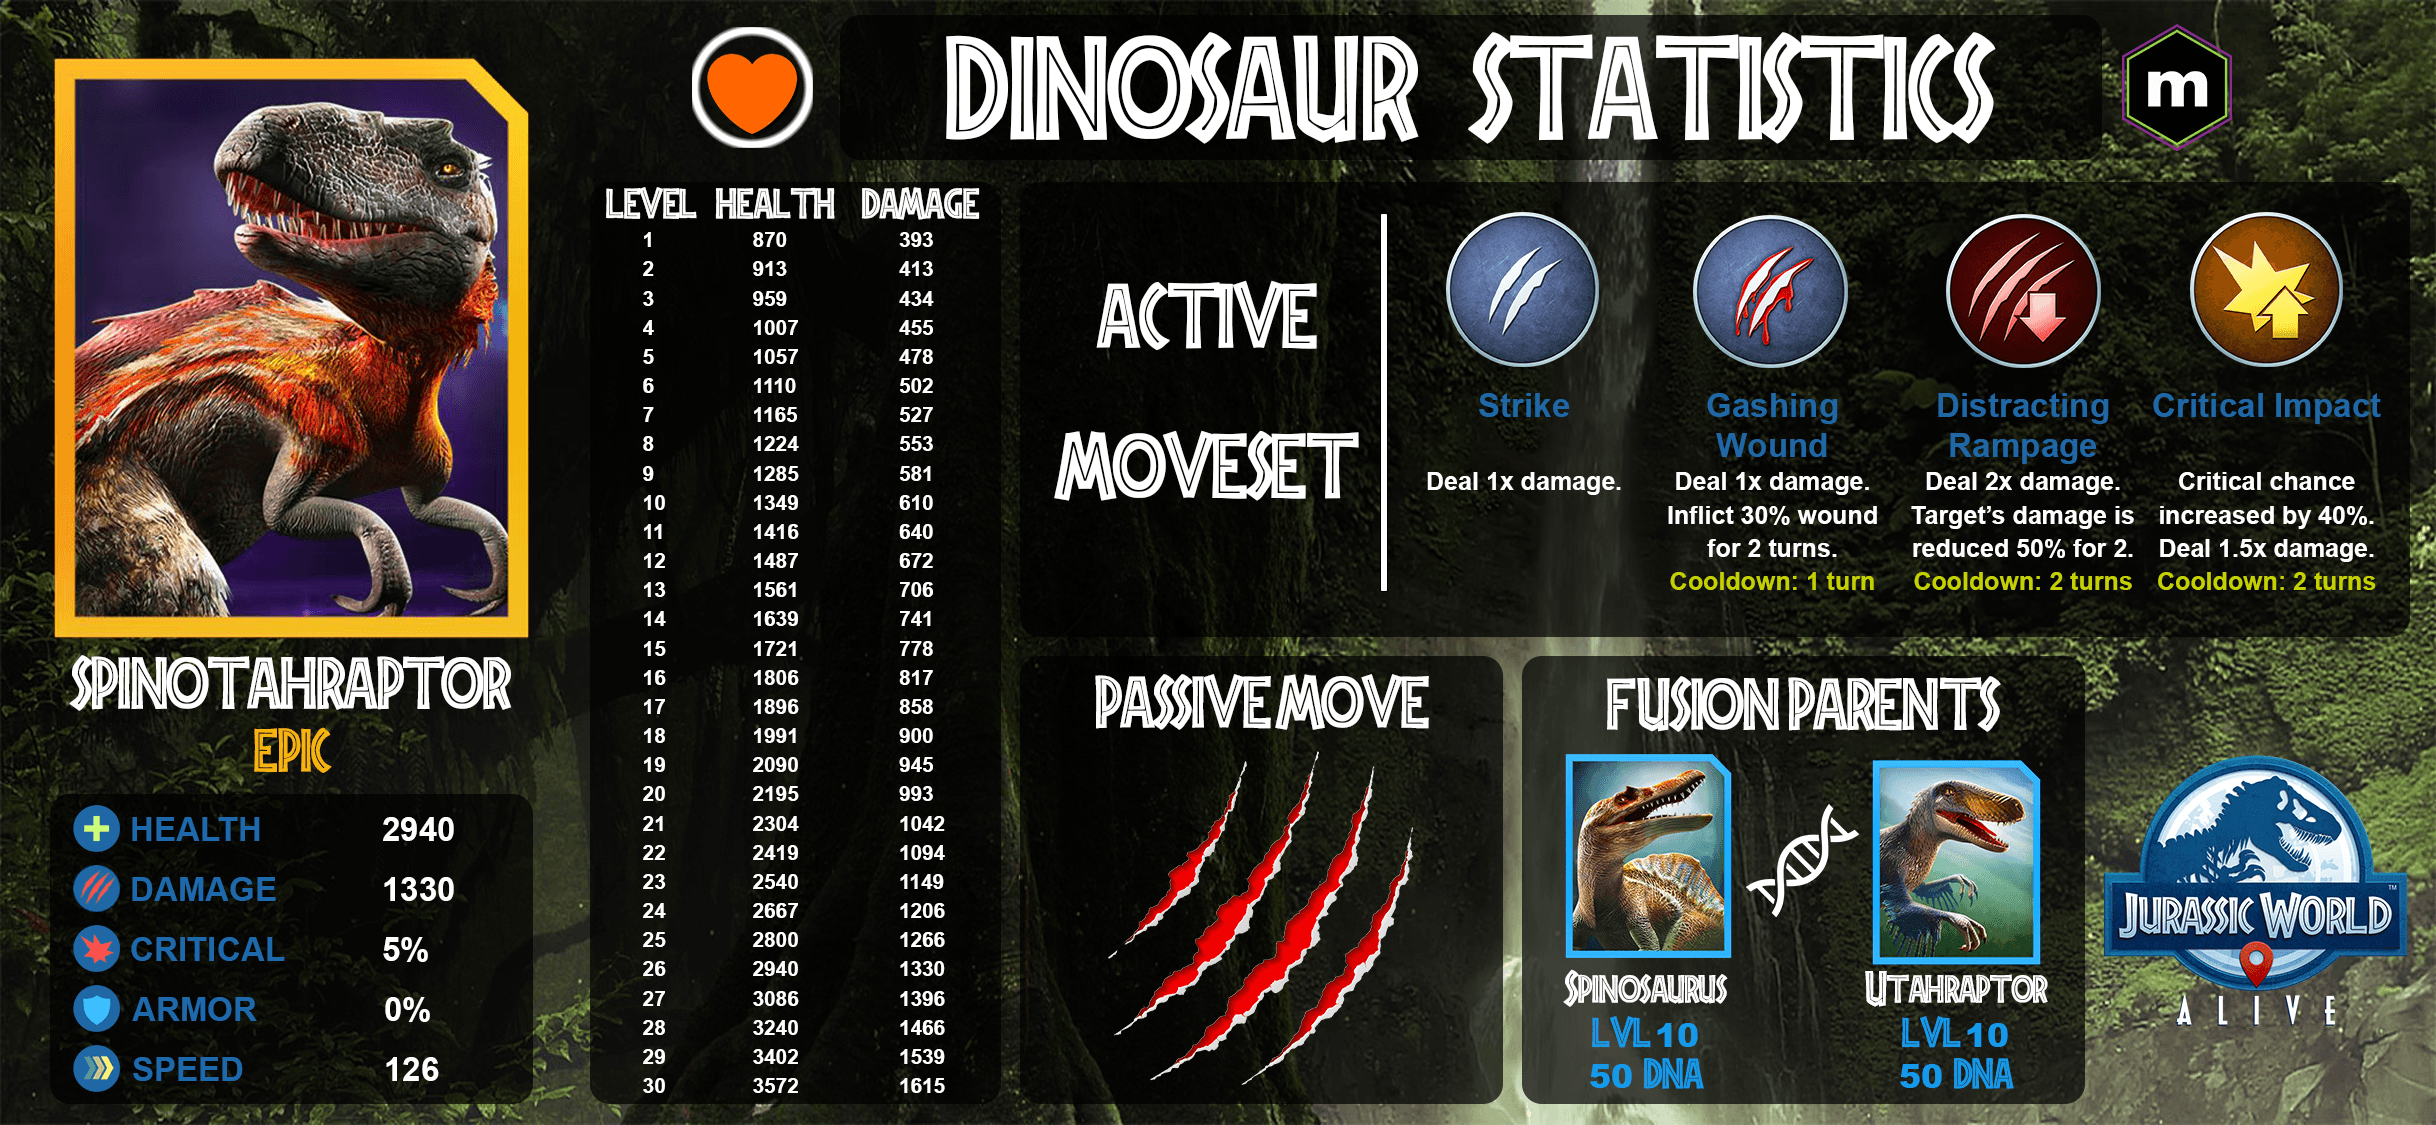 DINOSAUR STATISTICS
m
SPINOTAHRAPTOR
EPIC
HEALTH 2940
DAMAGE 1330
CRITICAL 5%
ARMOR 0%
SPEED 126
LEVEL HEALTH DAMAGE
1 870 393
2 913 413
3 959 434
4 1007 455
5 1057 478
6 1110 502
7 1165 527
8 1224 553
9 1285 581
10 1349 610
11 1416 640
12 1487 672
13 1561 706
14 1639 741
15 1721 778
16 1806 817
17 1896 858
18 1991 900
19 2090 945
20 2195 993
21 2304 1042
22 2419 1094
23 2540 1149
24 2667 1206
25 2800 1266
26 2940 1330
27 3086 1396
28 3240 1466
29 3402 1539
30 3572 1615
ACTIVE
MOVESET
Strike
Deal 1x damage.
Gashing
Wound
Deal 1x damage.
Inflict 30% wound
for 2 turns.
Cooldown: 1 turn
Distracting
Rampage
Deal 2x damage.
Target’s damage is
reduced 50% for 2.
Cooldown: 2 turns
Critical Impact
Critical chance
increased by 40%.
Deal 1.5x damage.
Cooldown: 2 turns
PASSIVE MOVE
FUSION PARENTS
SPINOSAURUS
LVL 10
50 DNA
UTAHRAPTOR
LVL 10
50 DNA
JURASSIC WORLD™
ALIVE